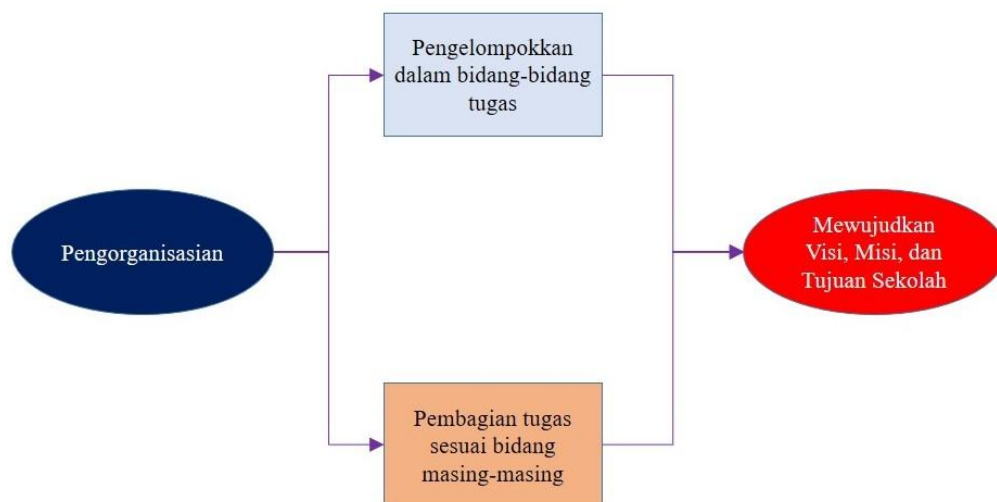 Pengelompokkan
dalam bidang-bidang
tugas
Pengorganisasian
Mewujudkan
Visi, Misi, dan
Tujuan Sekolah
Pembagian tugas
sesuai bidang
masing-masing